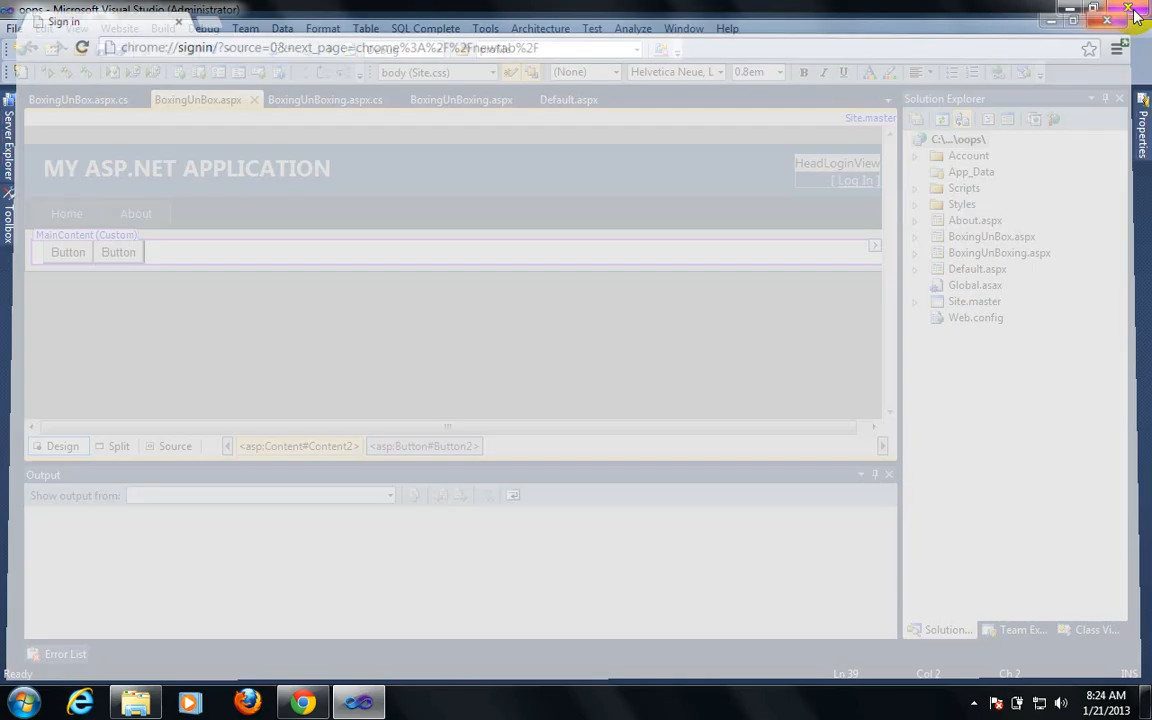 oops - Microsoft Visual Studio (Administrator)
Sign in
File Edit View Website Build Debug Team Data Format Table SQL Complete Tools Architecture Test Analyze Window Help
chrome://signin/?source=0&next_page=chrome%3A%2F%2Fnewtab%2F
body (Site.css) (None) Helvetica Neue, L 0.8em B I U A
BoxingUnBox.aspx.cs BoxingUnBox.aspx BoxingUnBoxing.aspx.cs BoxingUnBoxing.aspx Default.aspx
Site.master
MY ASP.NET APPLICATION
HeadLoginView
[ Log In ]
Home About
MainContent (Custom)
Button Button
Design Split Source <asp:Content#Content2> <asp:Button#Button2>
Output
Show output from:
Error List
Server Explorer
Toolbox
Solution Explorer
C:\...\oops\
Account
App_Data
Scripts
Styles
About.aspx
BoxingUnBox.aspx
BoxingUnBoxing.aspx
Default.aspx
Global.asax
Site.master
Web.config
Solution... Team Ex... Class Vi...
Properties
Ready Ln 39 Col 2 Ch 2 INS
8:24 AM
1/21/2013